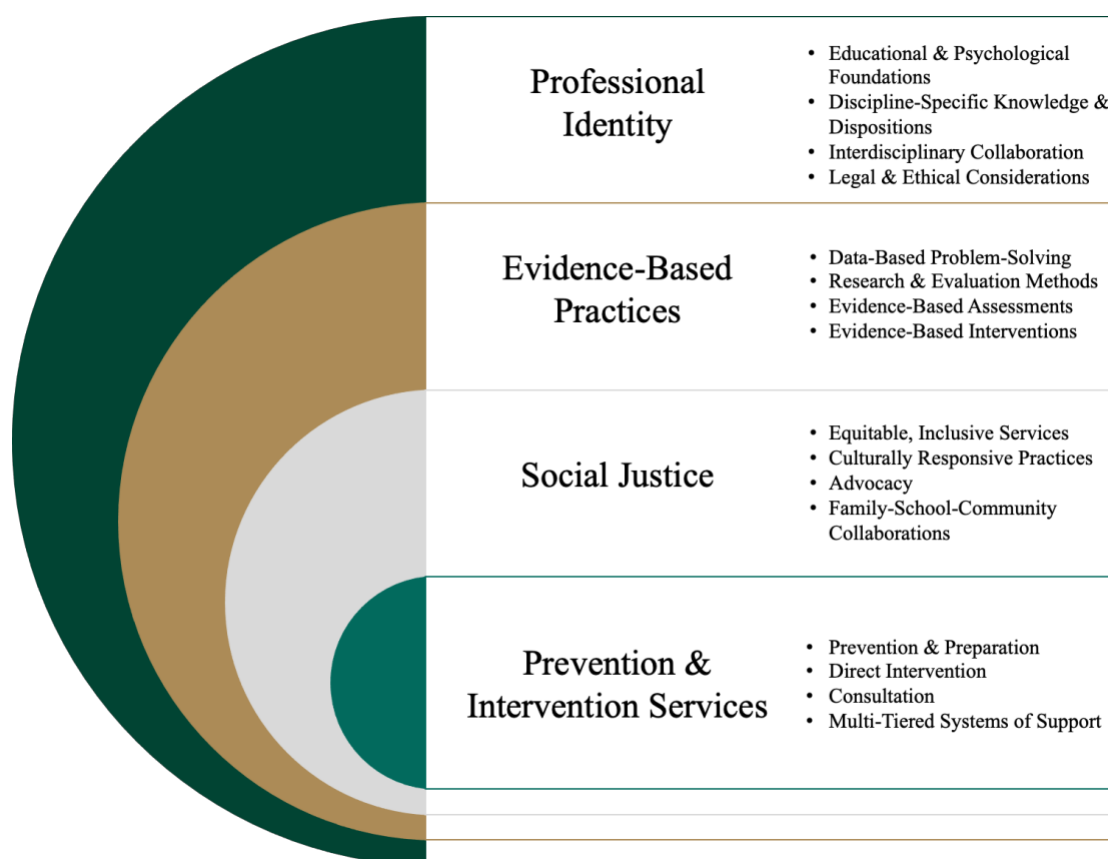 Professional
Identity
• Educational & Psychological
Foundations
• Discipline-Specific Knowledge &
Dispositions
• Interdisciplinary Collaboration
• Legal & Ethical Considerations
Evidence-Based
Practices
• Data-Based Problem-Solving
• Research & Evaluation Methods
• Evidence-Based Assessments
• Evidence-Based Interventions
Social Justice
• Equitable, Inclusive Services
• Culturally Responsive Practices
• Advocacy
• Family-School-Community
Collaborations
Prevention &
Intervention Services
• Prevention & Preparation
• Direct Intervention
• Consultation
• Multi-Tiered Systems of Support